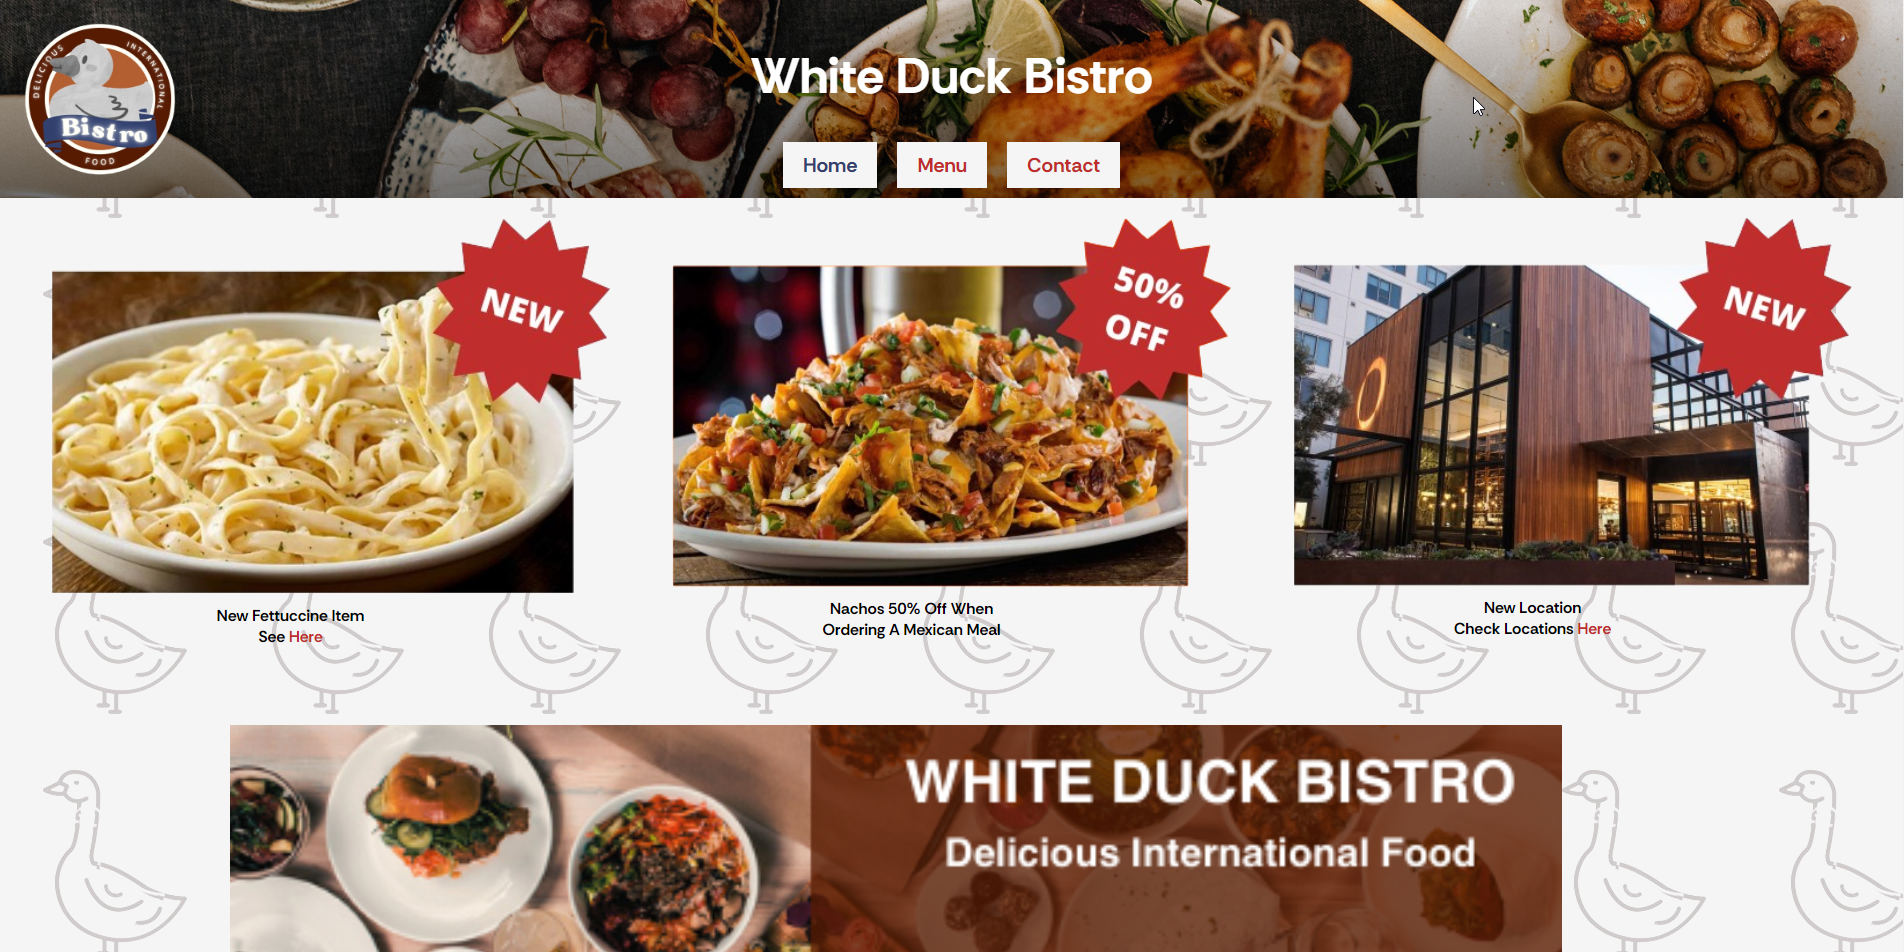 DELICIOUS INTERNATIONAL
Bistro
FOOD
White Duck Bistro
Home Menu Contact
NEW
50%
OFF
NEW
New Fettuccine Item
See Here
Nachos 50% Off When
Ordering A Mexican Meal
New Location
Check Locations Here
WHITE DUCK BISTRO
Delicious International Food